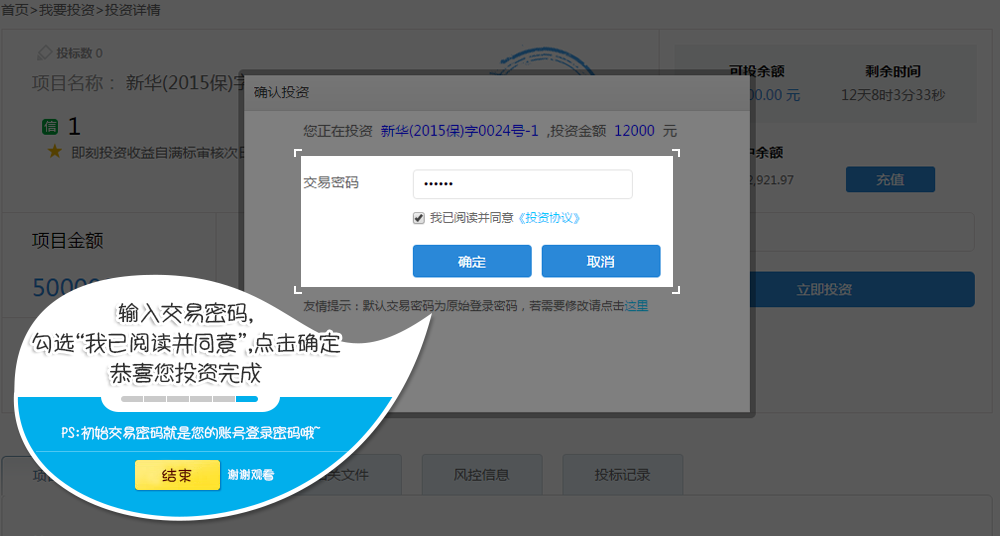 首页>我要投资>投资详情
投标数 0
项目名称： 新华(2015保)字
信 1
即刻投资收益自满标审核次日
项目金额
50000
可投余额 剩余时间
00.00 元 12天8时3分33秒
户余额
2,921.97 充值
立即投资
确认投资
您正在投资 新华(2015保)字0024号-1 ,投资金额 12000 元
交易密码 ••••••
我已阅读并同意《投资协议》
确定 取消
友情提示：默认交易密码为原始登录密码，若需要修改请点击这里
输入交易密码,
勾选“我已阅读并同意”,点击确定
恭喜您投资完成
PS:初始交易密码就是您的账号登录密码哦~
结束 谢谢观看
项 相关文件 风控信息 投标记录